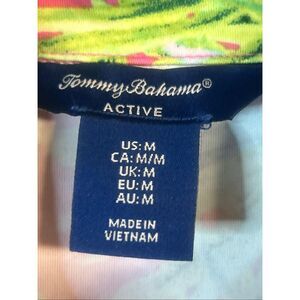 Tommy Bahama®
ACTIVE
US: M
CA: M/M
UK: M
EU: M
AU: M
MADE IN
VIETNAM